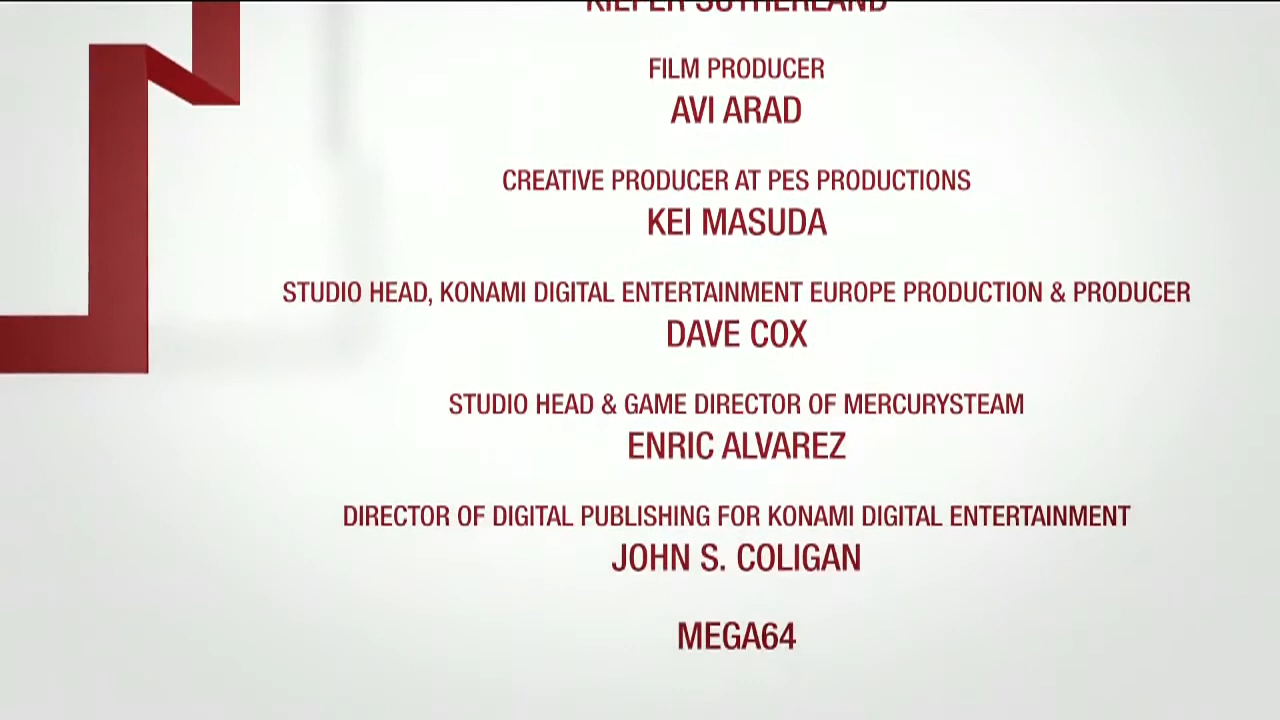 KIEFER SUTHERLAND
FILM PRODUCER
AVI ARAD
CREATIVE PRODUCER AT PES PRODUCTIONS
KEI MASUDA
STUDIO HEAD, KONAMI DIGITAL ENTERTAINMENT EUROPE PRODUCTION & PRODUCER
DAVE COX
STUDIO HEAD & GAME DIRECTOR OF MERCURYSTEAM
ENRIC ALVAREZ
DIRECTOR OF DIGITAL PUBLISHING FOR KONAMI DIGITAL ENTERTAINMENT
JOHN S. COLIGAN
MEGA64